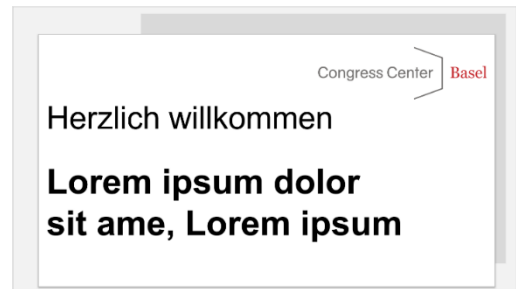 Congress Center Basel
Herzlich willkommen
Lorem ipsum dolor
sit ame, Lorem ipsum